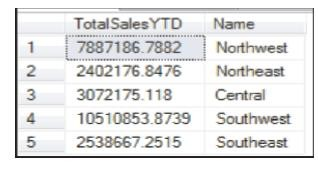 TotalSalesYTD Name
1 7887186.7882 Northwest
2 2402176.8476 Northeast
3 3072175.118 Central
4 10510853.8739 Southwest
5 2538667.2515 Southeast